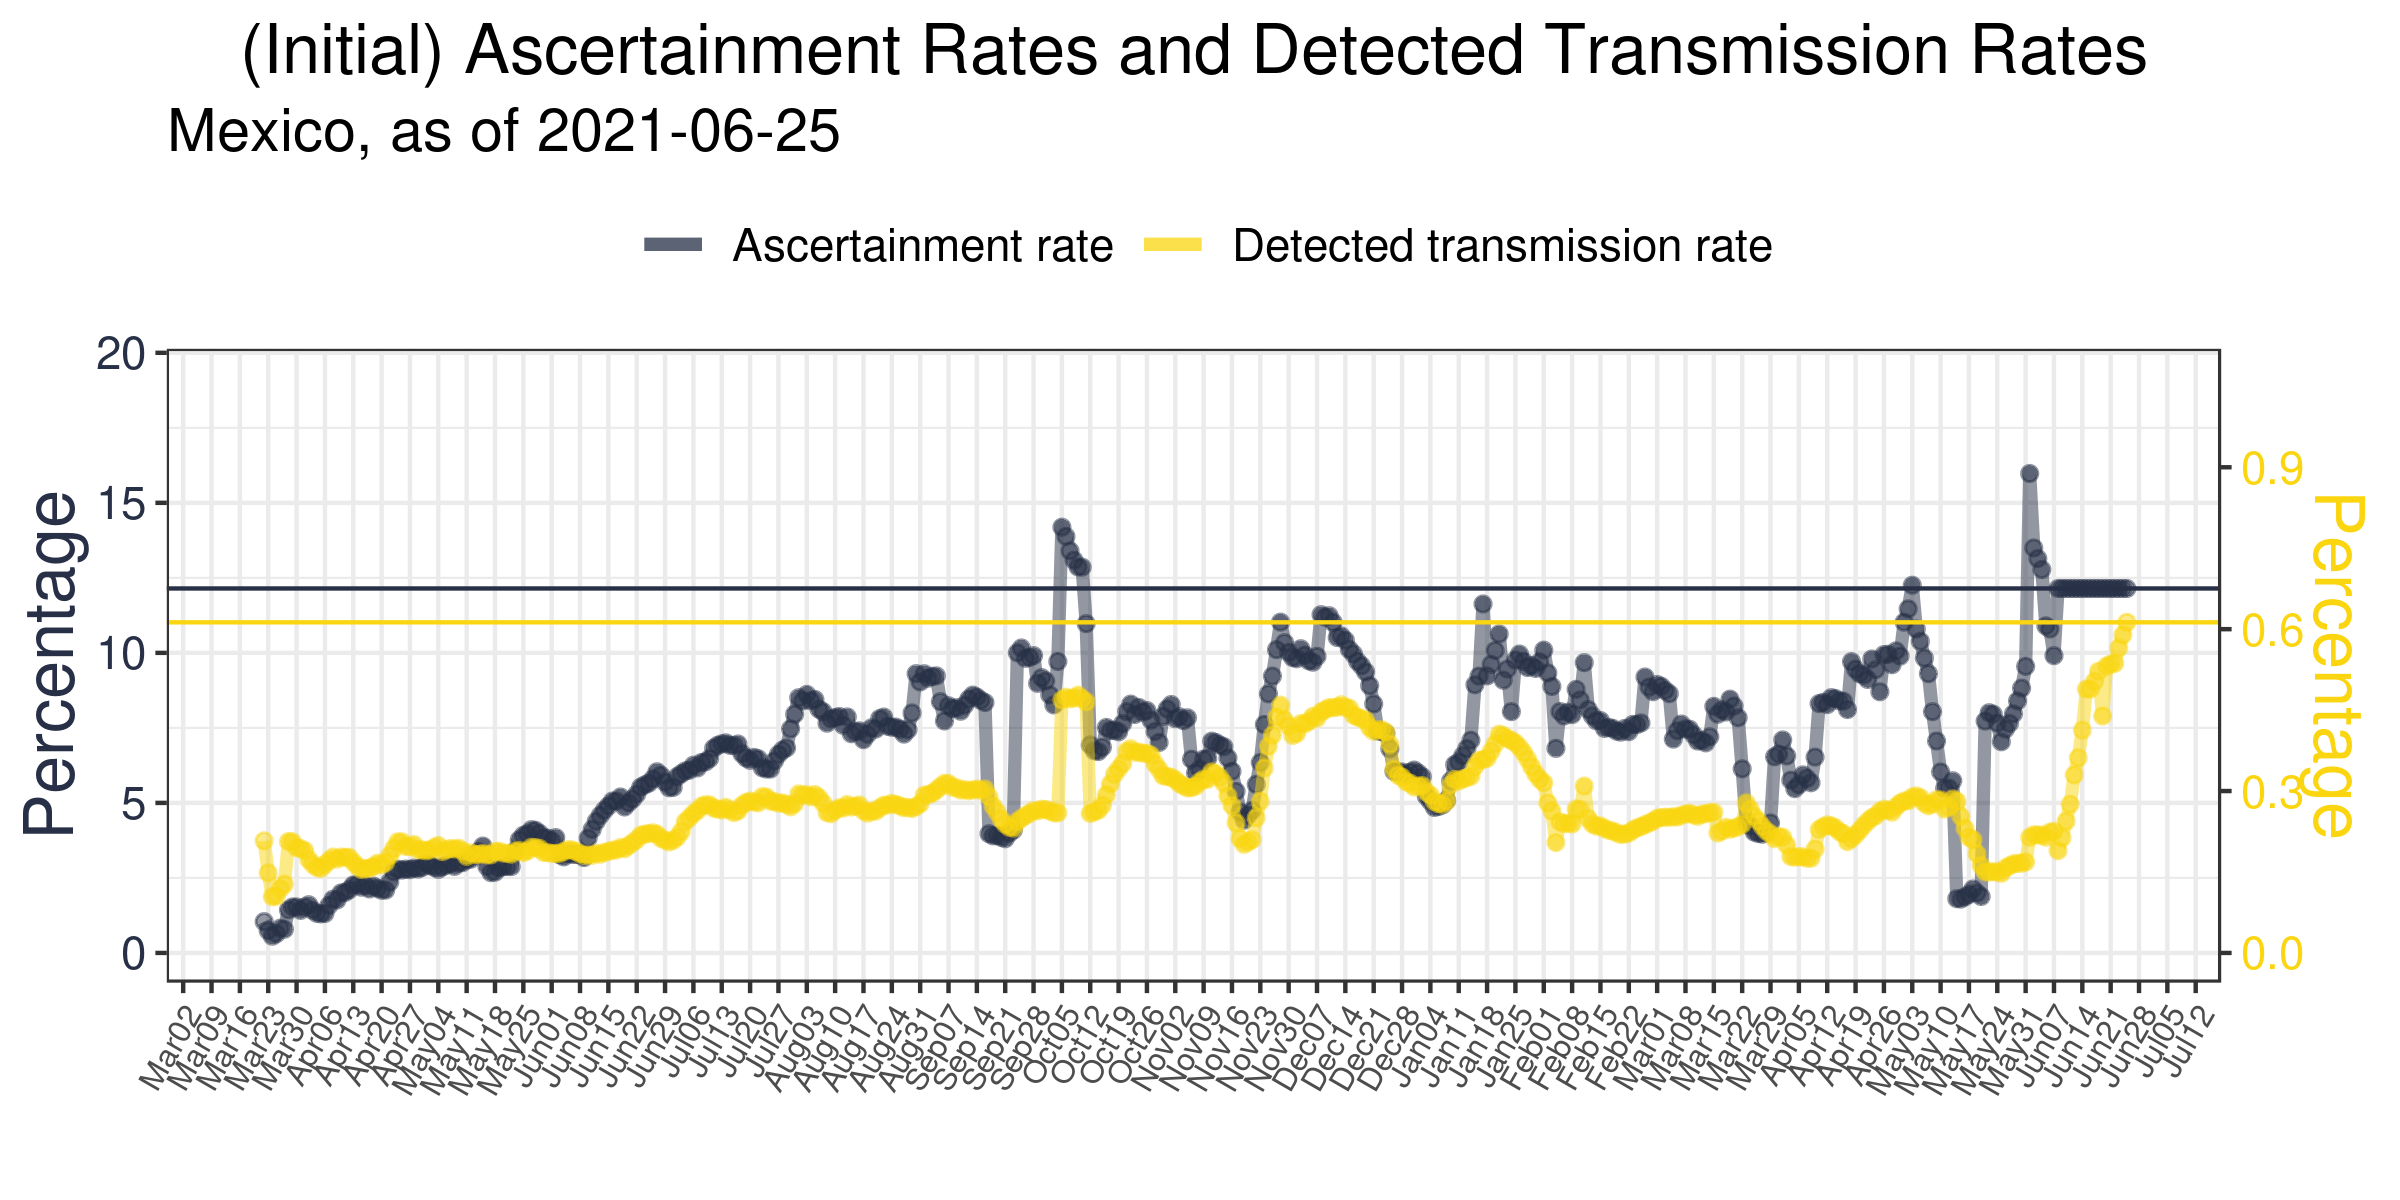 (Initial) Ascertainment Rates and Detected Transmission Rates
Mexico, as of 2021-06-25
Ascertainment rate Detected transmission rate
Percentage
20
15
10
5
0
0.9
0.6
0.3
0.0
Percentage
Mar02 Mar09 Mar16 Mar23 Mar30 Apr06 Apr13 Apr20 Apr27 May04 May11 May18 May25 Jun01 Jun08 Jun15 Jun22 Jun29 Jul06 Jul13 Jul20 Jul27 Aug03 Aug10 Aug17 Aug24 Aug31 Sep07 Sep14 Sep21 Sep28 Oct05 Oct12 Oct19 Oct26 Nov02 Nov09 Nov16 Nov23 Nov30 Dec07 Dec14 Dec21 Dec28 Jan04 Jan11 Jan18 Jan25 Feb01 Feb08 Feb15 Feb22 Mar01 Mar08 Mar15 Mar22 Mar29 Apr05 Apr12 Apr19 Apr26 May03 May10 May17 May24 May31 Jun07 Jun14 Jun21 Jun28 Jul05 Jul12